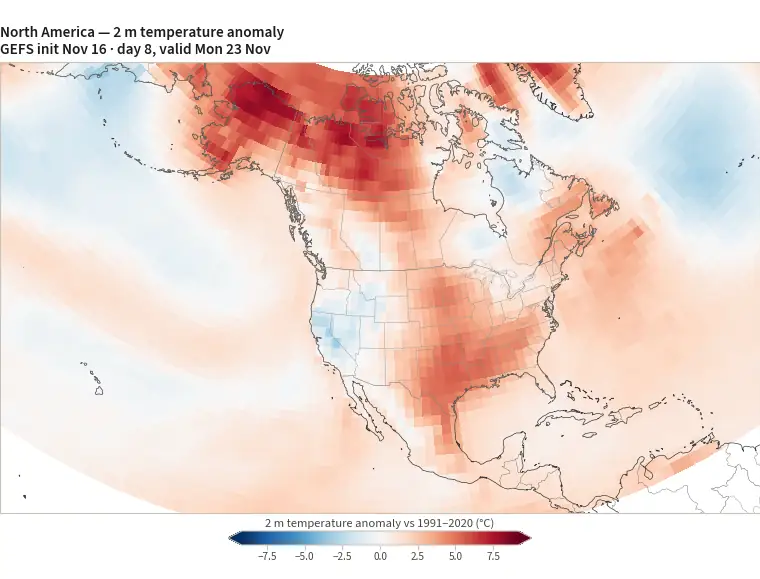 North America — 2 m temperature anomaly
GEFS init Nov 16 · day 8, valid Mon 23 Nov
2 m temperature anomaly vs 1991–2020 (°C)
−7.5 −5.0 −2.5 0.0 2.5 5.0 7.5